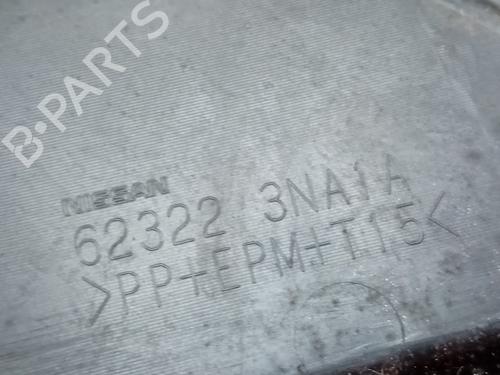 B-PARTS
NISSAN
62322 3NA1A
>PP+EPM+T15<